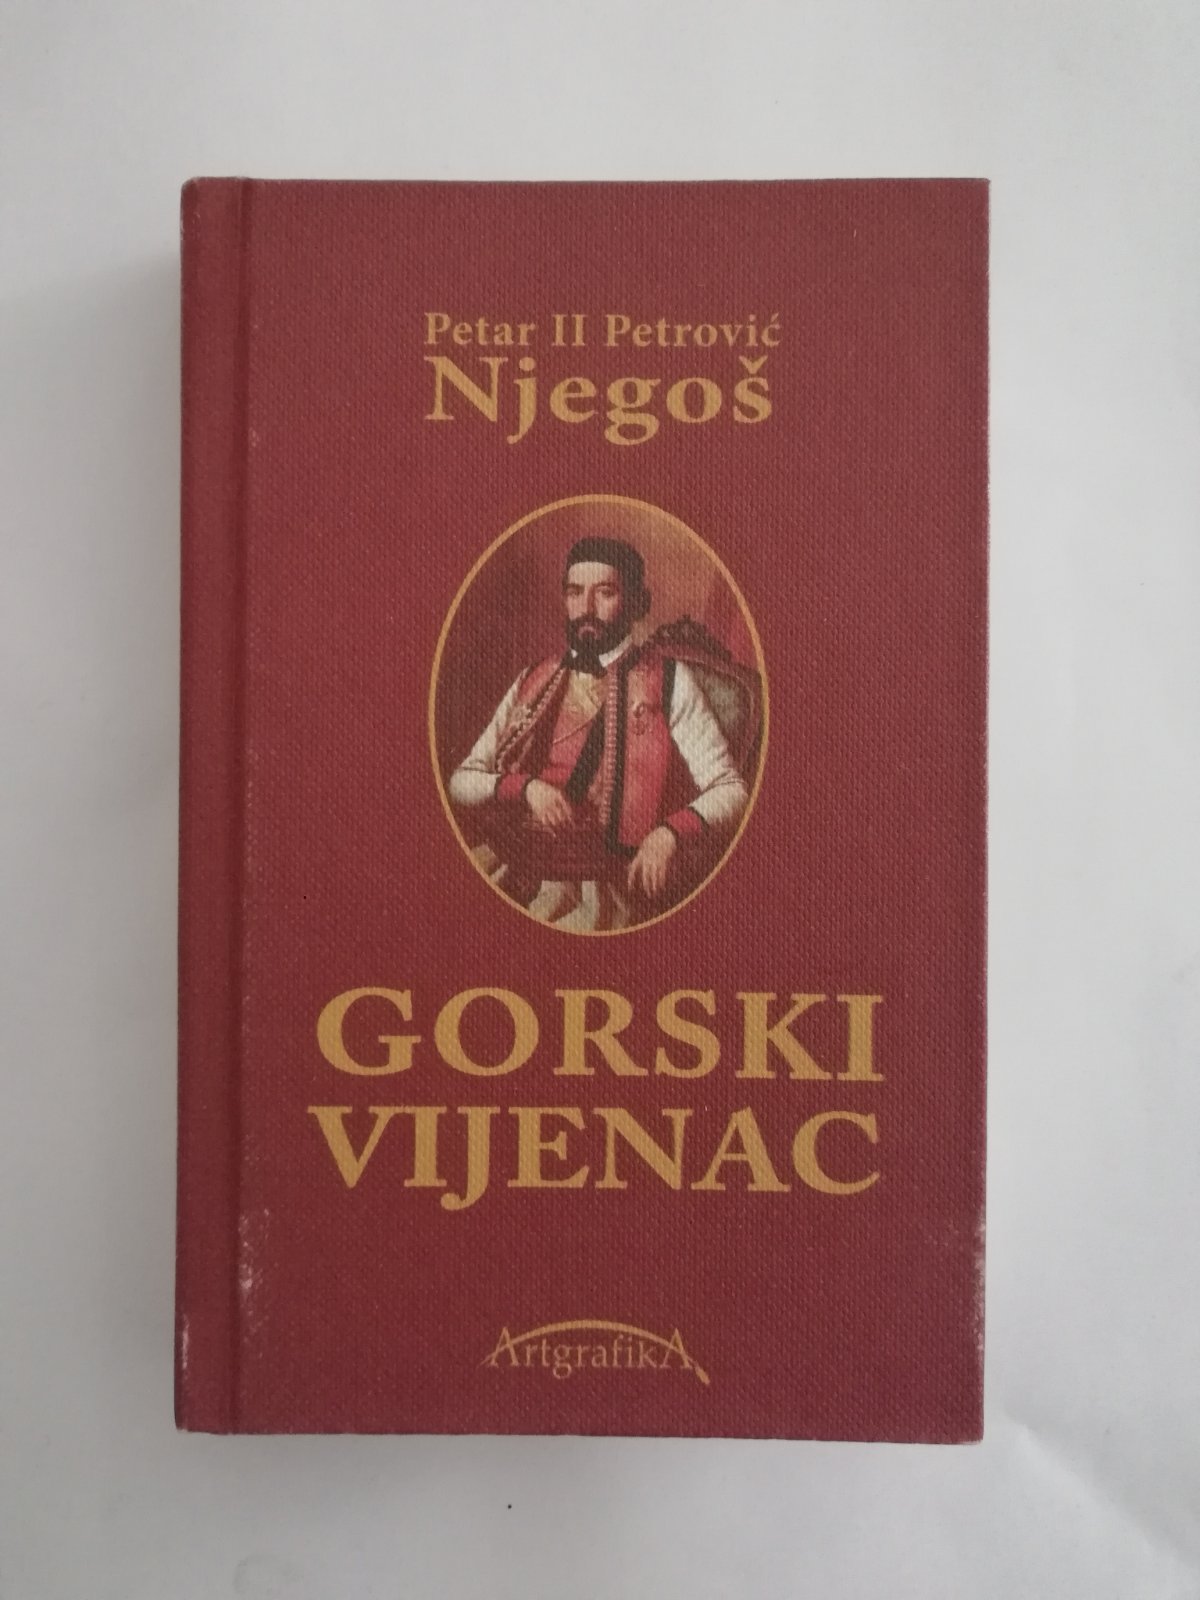 Petar II Petrović
Njegoš
GORSKI
VIJENAC
ArtgrafikA